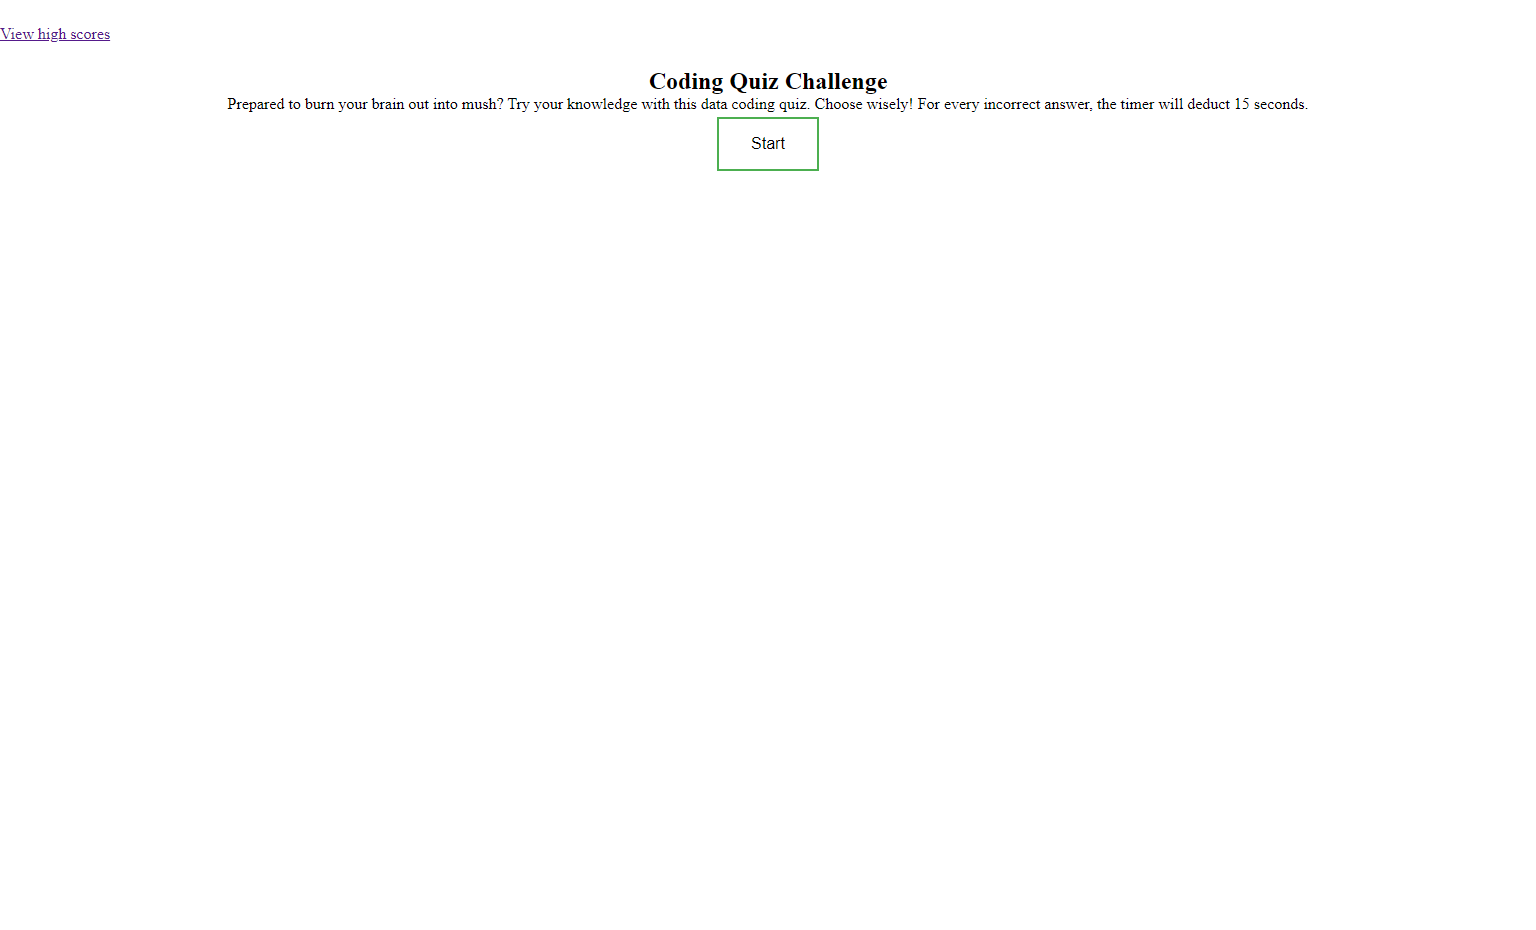 View high scores
Coding Quiz Challenge
Prepared to burn your brain out into mush? Try your knowledge with this data coding quiz. Choose wisely! For every incorrect answer, the timer will deduct 15 seconds.
Start